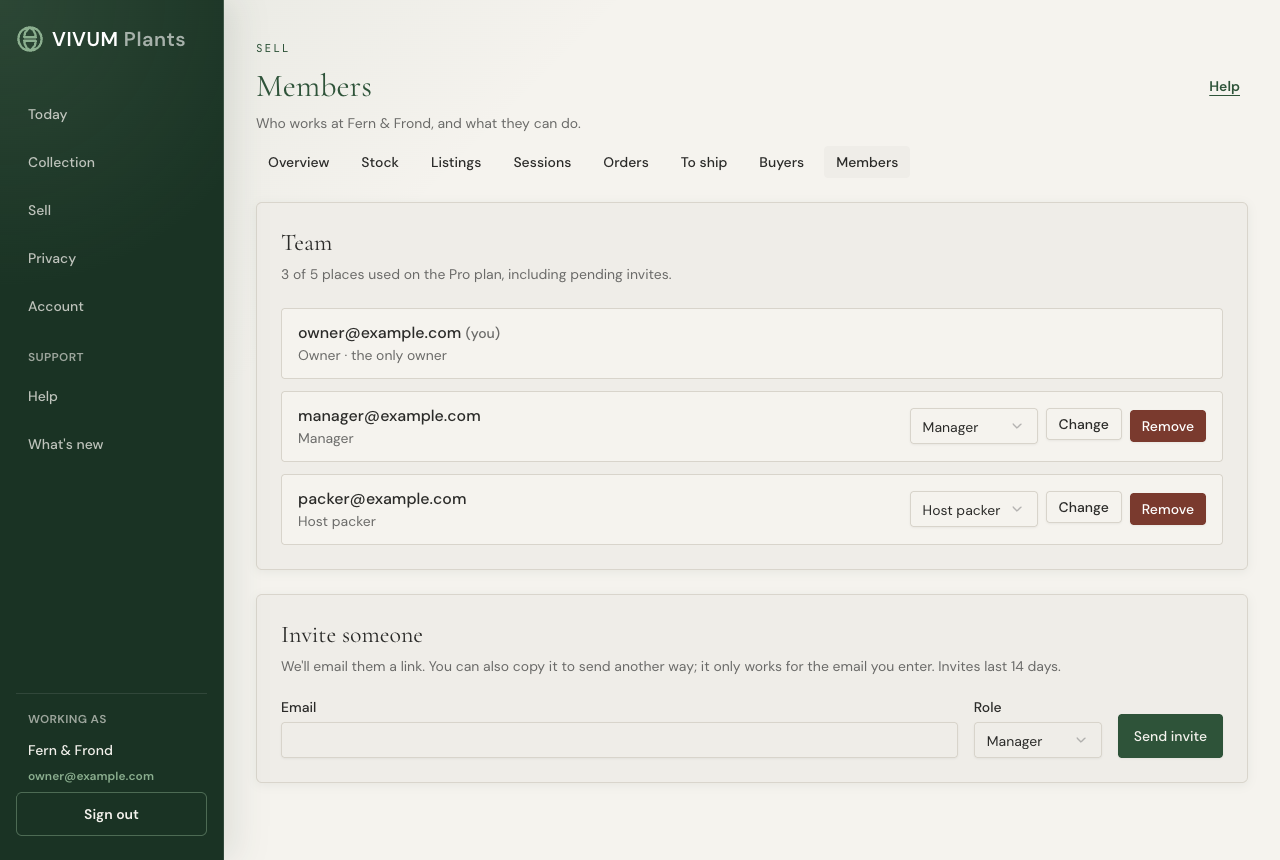 VIVUM Plants
Today
Collection
Sell
Privacy
Account
SUPPORT
Help
What's new
WORKING AS
Fern & Frond
owner@example.com
Sign out
SELL
Members
Help
Who works at Fern & Frond, and what they can do.
Overview Stock Listings Sessions Orders To ship Buyers Members
Team
3 of 5 places used on the Pro plan, including pending invites.
owner@example.com (you)
Owner · the only owner
manager@example.com
Manager
Manager Change Remove
packer@example.com
Host packer
Host packer Change Remove
Invite someone
We'll email them a link. You can also copy it to send another way; it only works for the email you enter. Invites last 14 days.
Email
Role
Manager
Send invite